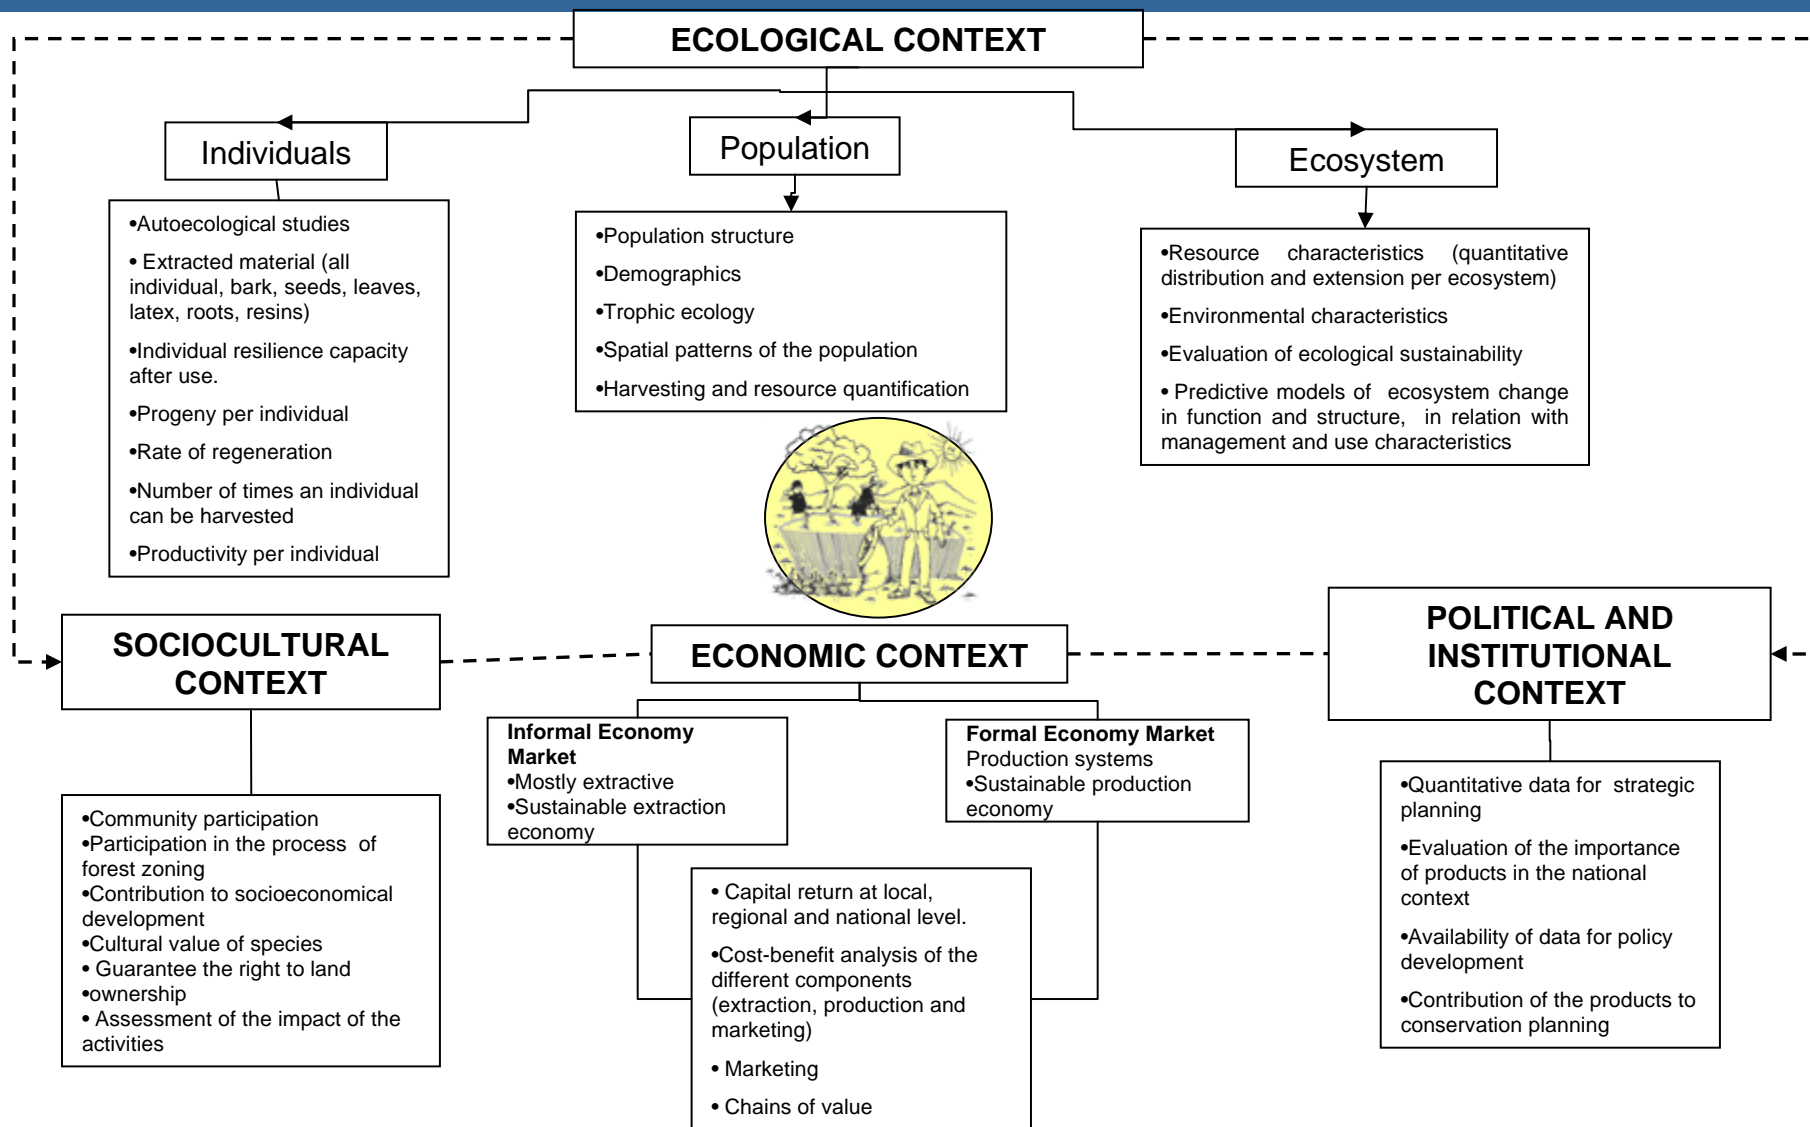 ECOLOGICAL CONTEXT
Individuals
Population
Ecosystem
•Autoecological studies
• Extracted material (all
individual, bark, seeds, leaves,
latex, roots, resins)
•Individual resilience capacity
after use.
•Progeny per individual
•Rate of regeneration
•Number of times an individual
can be harvested
•Productivity per individual
•Population structure
•Demographics
•Trophic ecology
•Spatial patterns of the population
•Harvesting and resource quantification
•Resource characteristics (quantitative
distribution and extension per ecosystem)
•Environmental characteristics
•Evaluation of ecological sustainability
• Predictive models of ecosystem change
in function and structure, in relation with
management and use characteristics
SOCIOCULTURAL
CONTEXT
ECONOMIC CONTEXT
POLITICAL AND
INSTITUTIONAL
CONTEXT
•Community participation
•Participation in the process of
forest zoning
•Contribution to socioeconomical
development
•Cultural value of species
• Guarantee the right to land
•ownership
• Assessment of the impact of the
activities
Informal Economy
Market
•Mostly extractive
•Sustainable extraction
economy
Formal Economy Market
Production systems
•Sustainable production
economy
• Capital return at local,
regional and national level.
•Cost-benefit analysis of the
different components
(extraction, production and
marketing)
• Marketing
• Chains of value
•Quantitative data for strategic
planning
•Evaluation of the importance
of products in the national
context
•Availability of data for policy
development
•Contribution of the products to
conservation planning